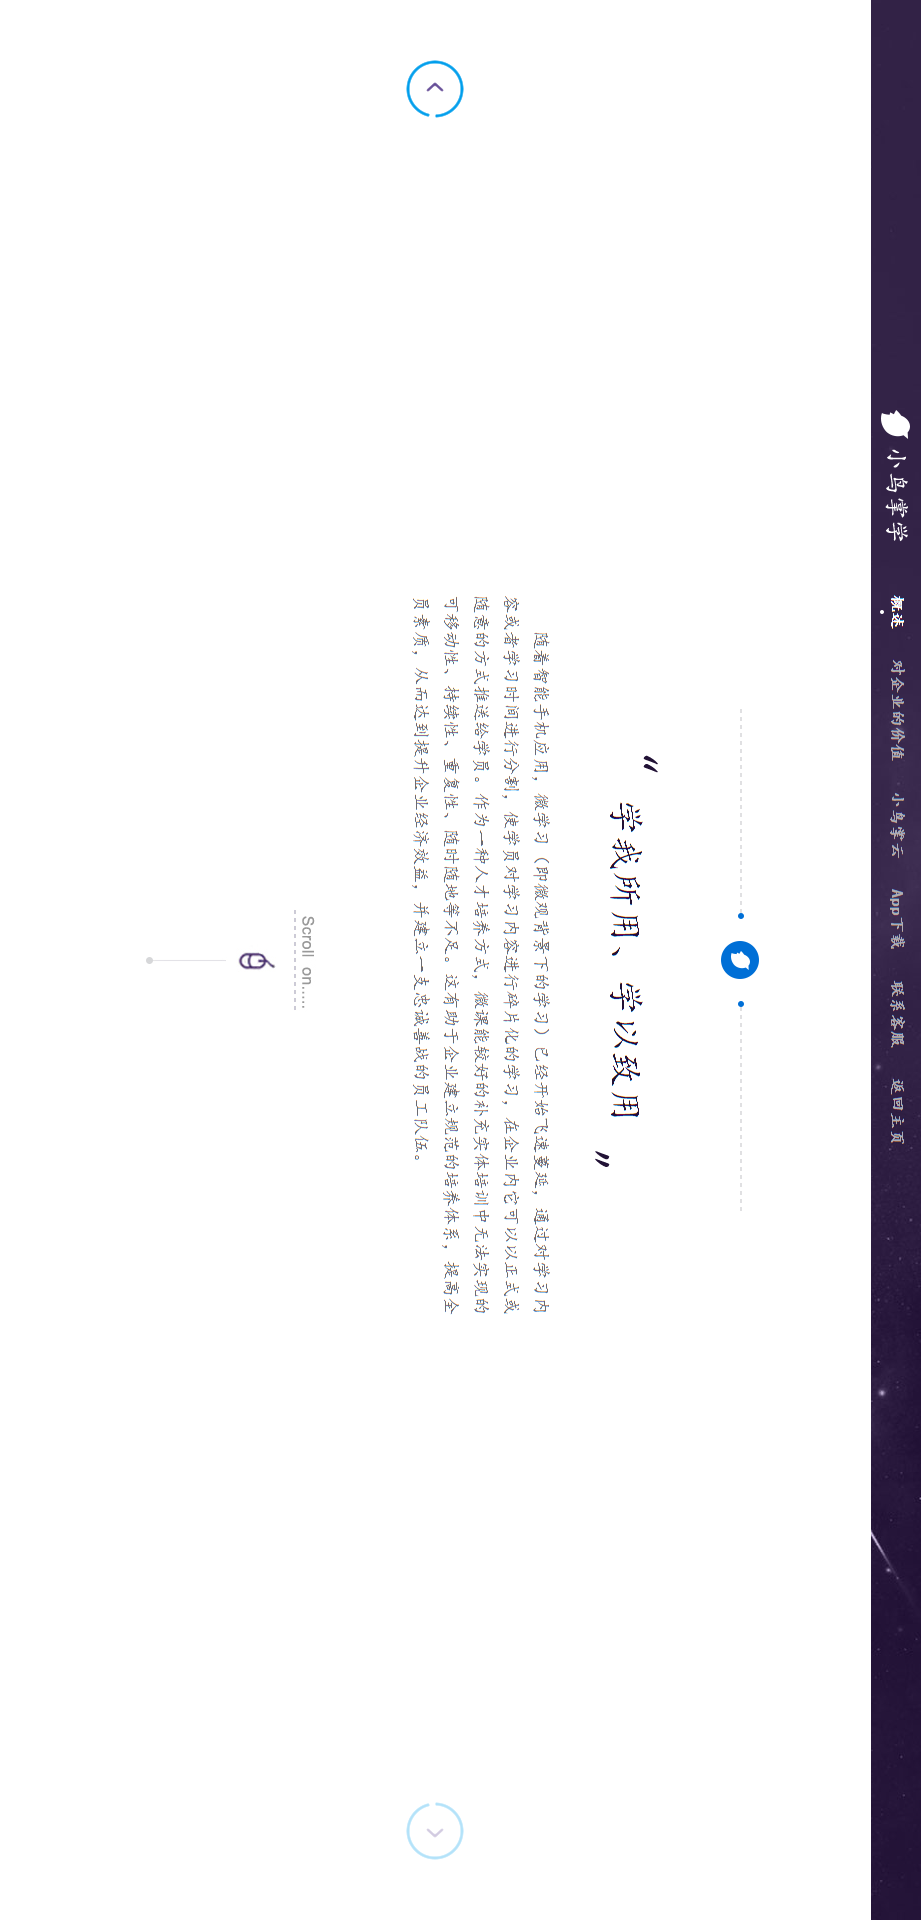 小鸟掌学
概述 对企业的价值 小鸟掌云 App下载 联系客服 返回主页
“ 学我所用、学以致用 ”
随着智能手机应用，微学习（即微观背景下的学习）已经开始飞速蔓延，通过对学习内
容或者学习时间进行分割，使学员对学习内容进行碎片化的学习，在企业内它可以以正式或
随意的方式推送给学员。作为一种人才培养方式，微课能较好的补充实体培训中无法实现的
可移动性、持续性、重复性、随时随地等不足。这有助于企业建立规范的培养体系，提高全
员素质，从而达到提升企业经济效益，并建立一支忠诚善战的员工队伍。
Scroll on......